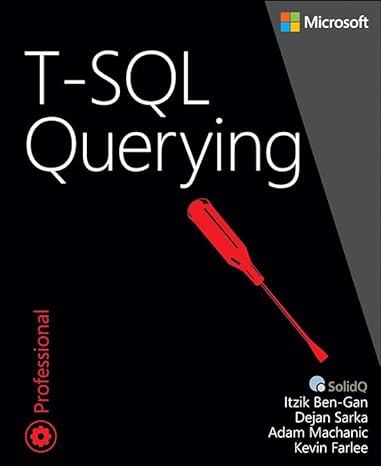 Microsoft
T-SQL
Querying
Professional
SolidQ
Itzik Ben-Gan
Dejan Sarka
Adam Machanic
Kevin Farlee